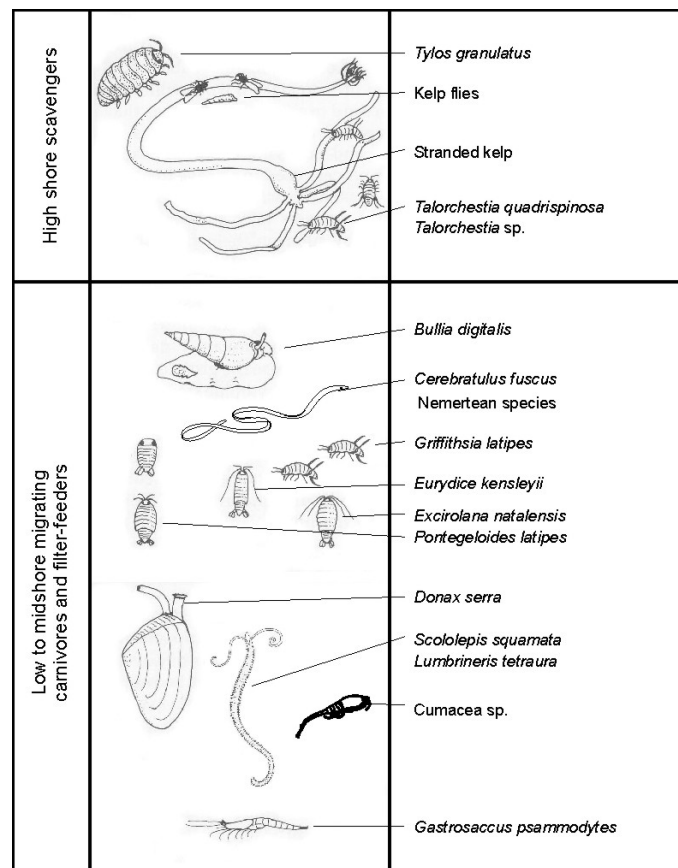 High shore scavengers
Tylos granulatus
Kelp flies
Stranded kelp
Talorchestia quadrispinosa
Talorchestia sp.
Low to midshore migrating
carnivores and filter-feeders
Bullia digitalis
Cerebratulus fuscus
Nemertean species
Griffithsia latipes
Eurydice kensleyii
Excirolana natalensis
Pontegeloides latipes
Donax serra
Scololepis squamata
Lumbrineris tetraura
Cumacea sp.
Gastrosaccus psammodytes